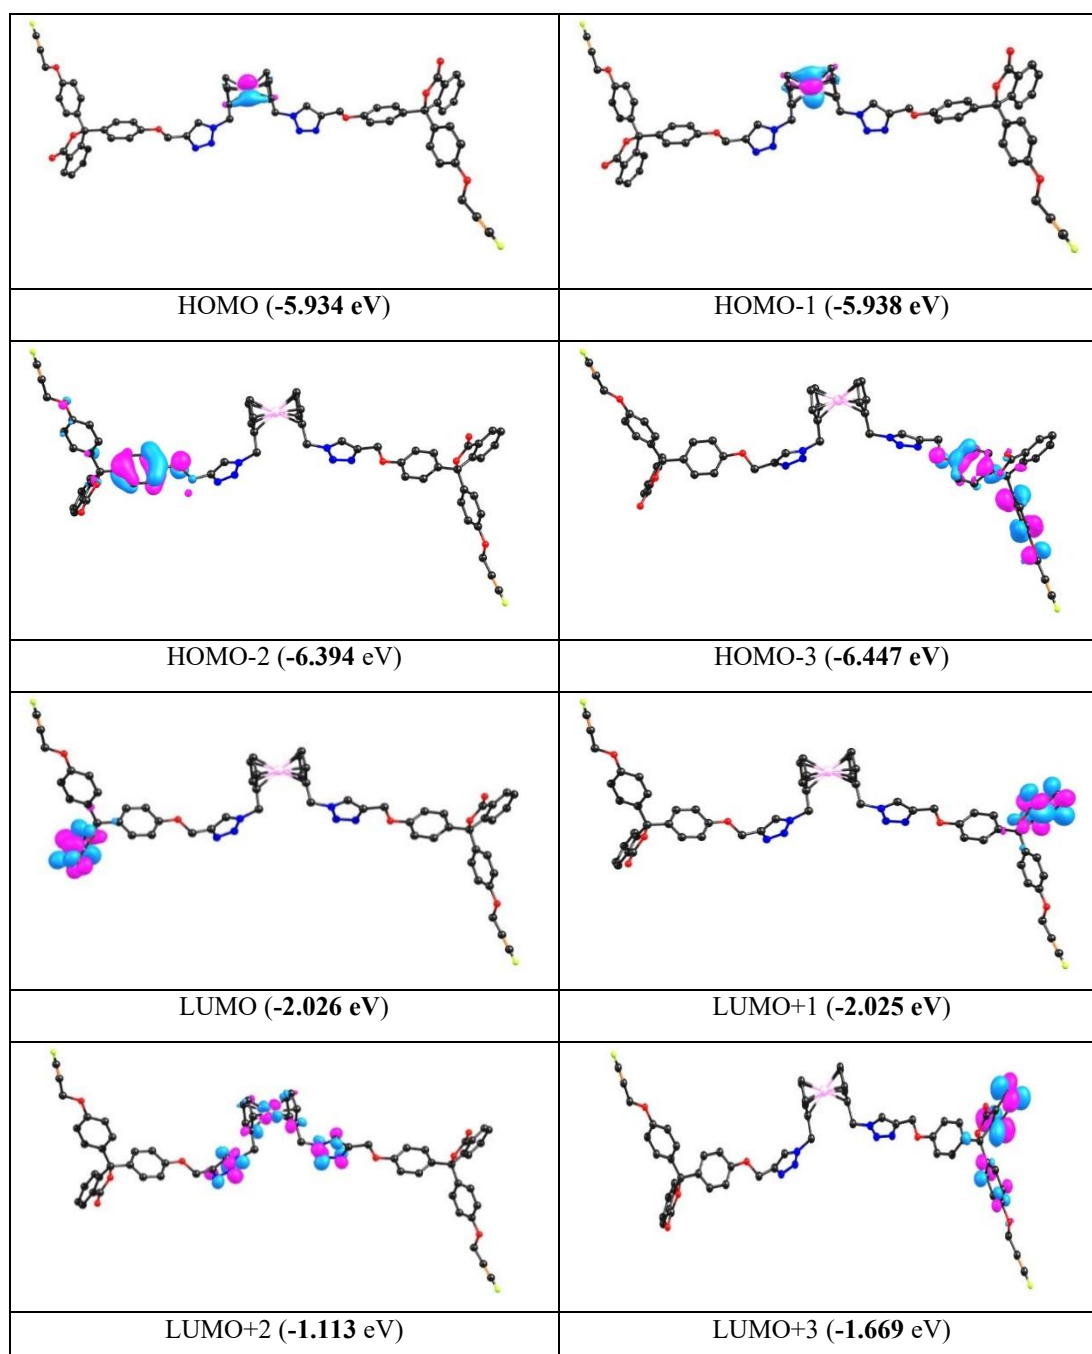 HOMO (-5.934 eV)
HOMO-1 (-5.938 eV)
HOMO-2 (-6.394 eV)
HOMO-3 (-6.447 eV)
LUMO (-2.026 eV)
LUMO+1 (-2.025 eV)
LUMO+2 (-1.113 eV)
LUMO+3 (-1.669 eV)